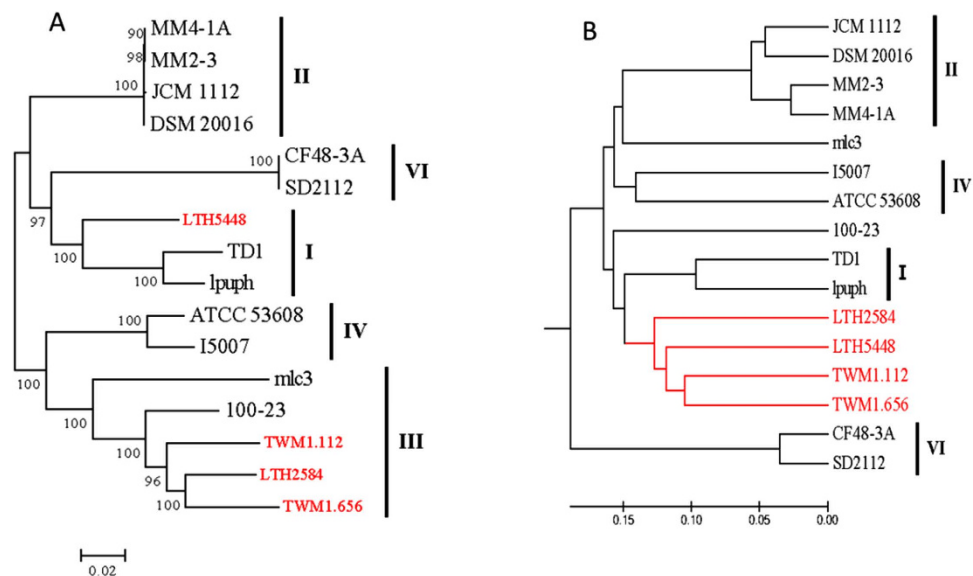 A
90
MM4-1A
98
MM2-3
100
JCM 1112
DSM 20016
II
100
CF48-3A
SD2112
VI
97
LTH5448
100
TD1
100
lpuph
I
ATCC 53608
100
I5007
IV
100
mlc3
100
100-23
100
TWM1.112
96
LTH2584
100
TWM1.656
III
0.02
B
JCM 1112
DSM 20016
MM2-3
MM4-1A
II
mlc3
I5007
ATCC 53608
IV
100-23
TD1
lpuph
I
LTH2584
LTH5448
TWM1.112
TWM1.656
CF48-3A
SD2112
VI
0.15 0.10 0.05 0.00